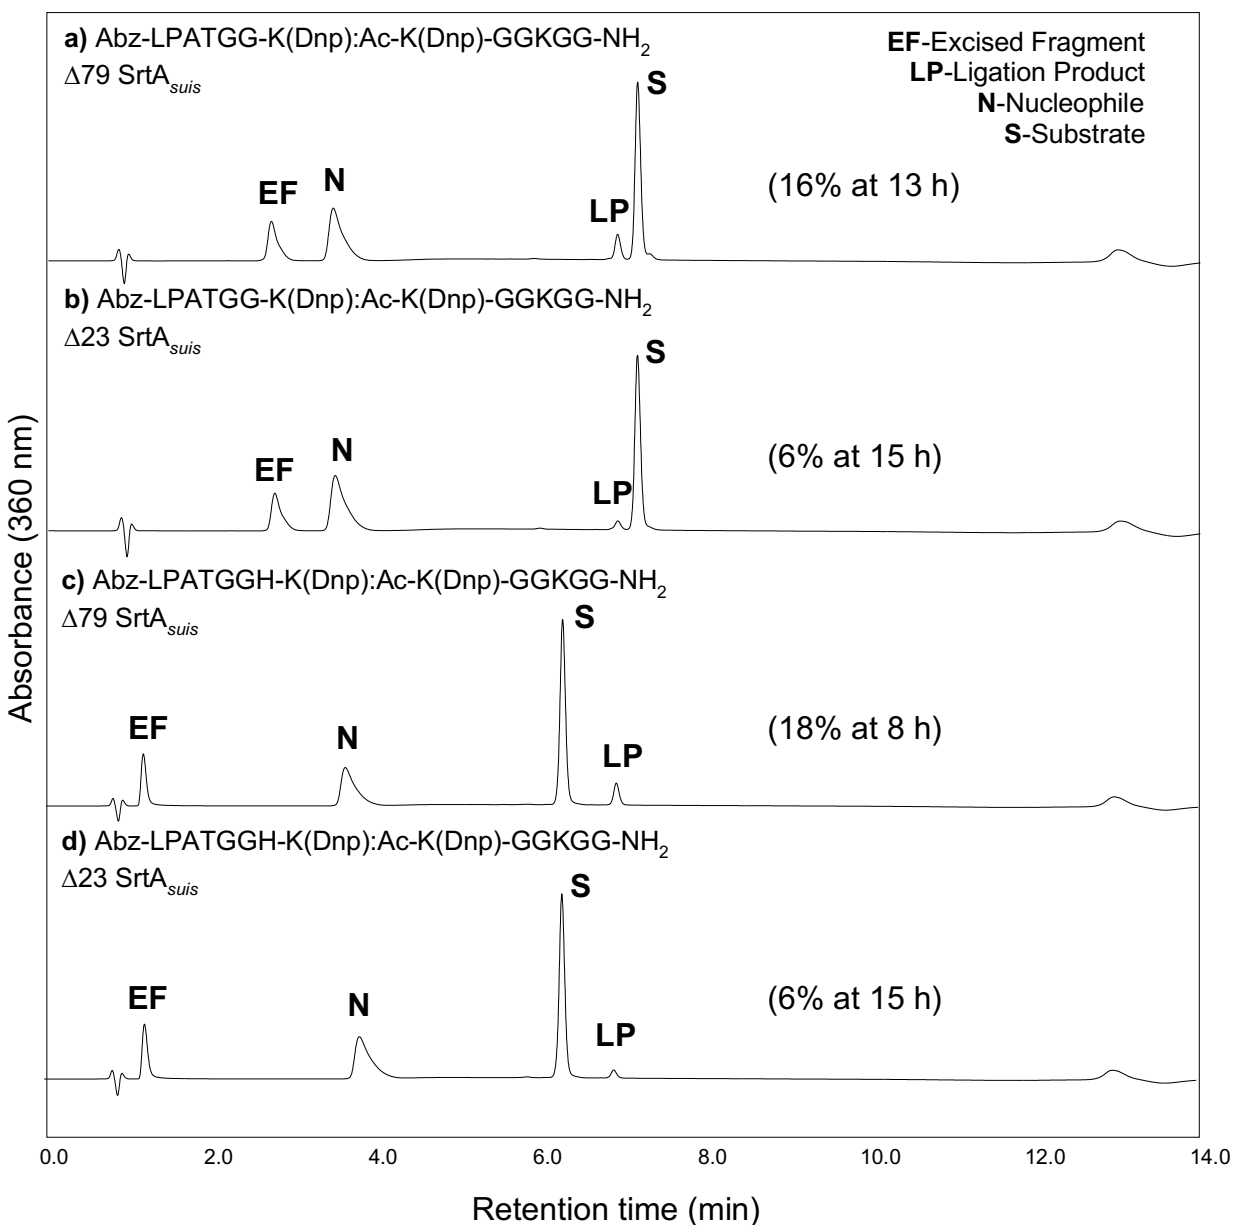 a) Abz-LPATGG-K(Dnp):Ac-K(Dnp)-GGKGG-NH₂
Δ79 SrtAsuis
EF-Excised Fragment
LP-Ligation Product
N-Nucleophile
S-Substrate
EF
N
LP
S
(16% at 13 h)
b) Abz-LPATGG-K(Dnp):Ac-K(Dnp)-GGKGG-NH₂
Δ23 SrtAsuis
EF
N
LP
S
(6% at 15 h)
c) Abz-LPATGGH-K(Dnp):Ac-K(Dnp)-GGKGG-NH₂
Δ79 SrtAsuis
EF
N
S
LP
(18% at 8 h)
d) Abz-LPATGGH-K(Dnp):Ac-K(Dnp)-GGKGG-NH₂
Δ23 SrtAsuis
EF
N
S
LP
(6% at 15 h)
Absorbance (360 nm)
0.0 2.0 4.0 6.0 8.0 10.0 12.0 14.0
Retention time (min)